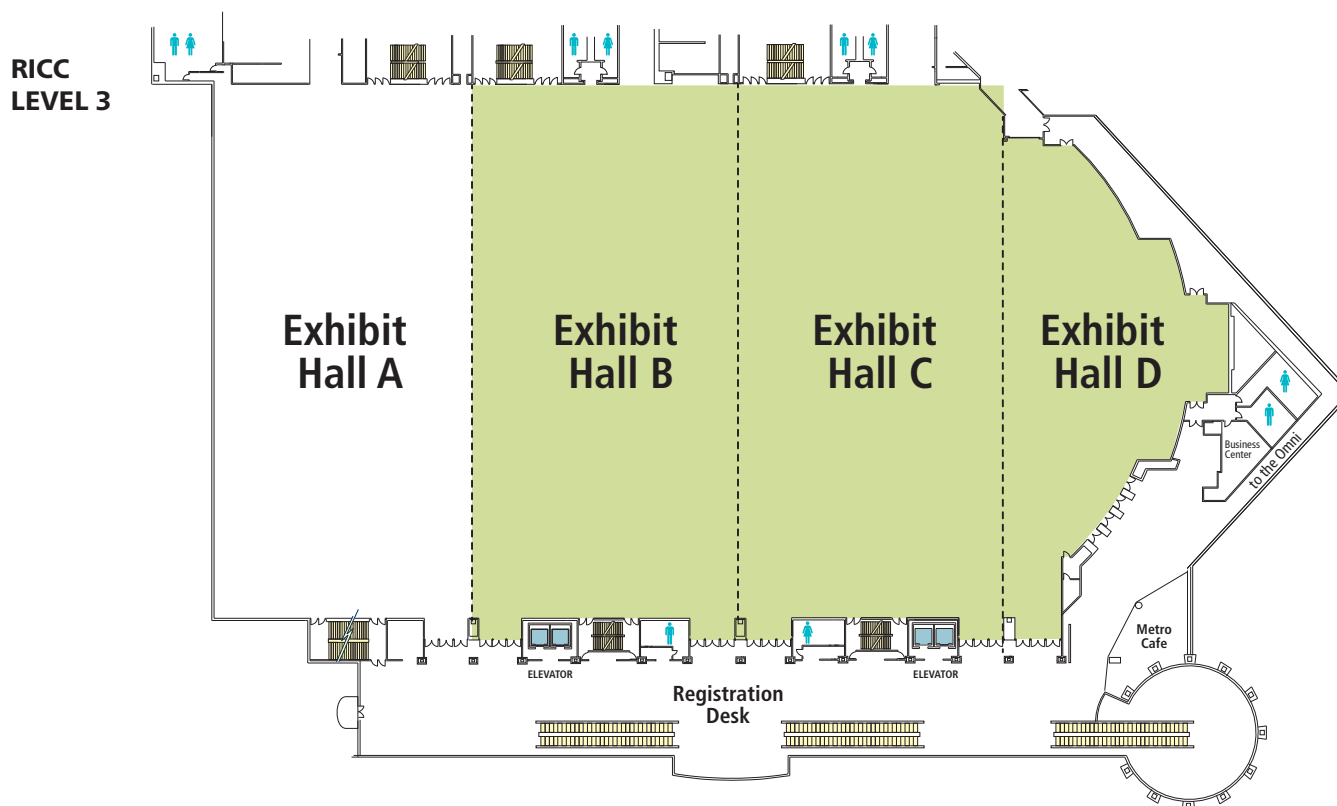 RICC
LEVEL 3
Exhibit
Hall A
Exhibit
Hall B
Exhibit
Hall C
Exhibit
Hall D
Business
Center
to the Omni
Metro
Cafe
ELEVATOR
ELEVATOR
Registration
Desk